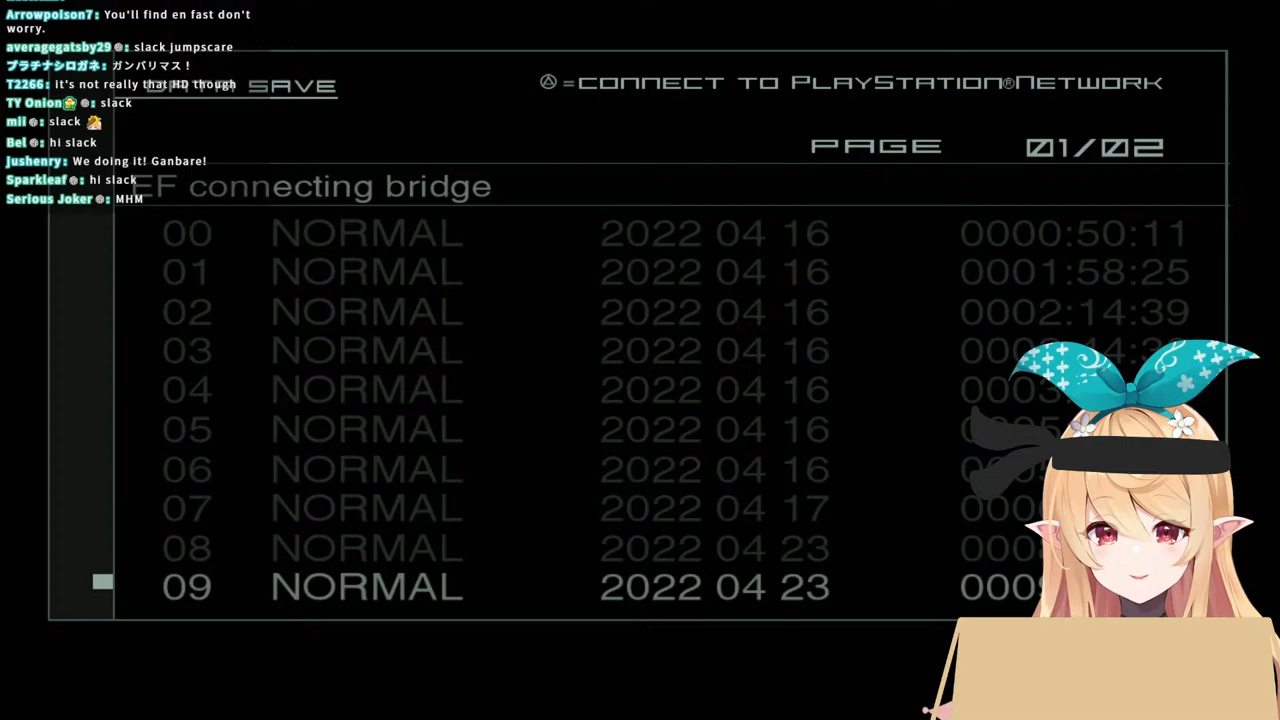 Arrowpoison7: You'll find en fast don't
worry.
averagegatsby29: slack jumpscare
プラチナシロガネ: ガンバリマス！
T2266: it's not really that HD though
TY Onion: slack
mii: slack
Bel: hi slack
jushenry: We doing it! Ganbare!
Sparkleaf: hi slack
Serious Joker: MHM
SAVE
=CONNECT TO PLAYSTATION®NETWORK
PAGE 01/02
EF connecting bridge
00 NORMAL 2022 04 16 0000:50:11
01 NORMAL 2022 04 16 0001:58:25
02 NORMAL 2022 04 16 0002:14:39
03 NORMAL 2022 04 16
04 NORMAL 2022 04 16
05 NORMAL 2022 04 16
06 NORMAL 2022 04 16
07 NORMAL 2022 04 17
08 NORMAL 2022 04 23
09 NORMAL 2022 04 23